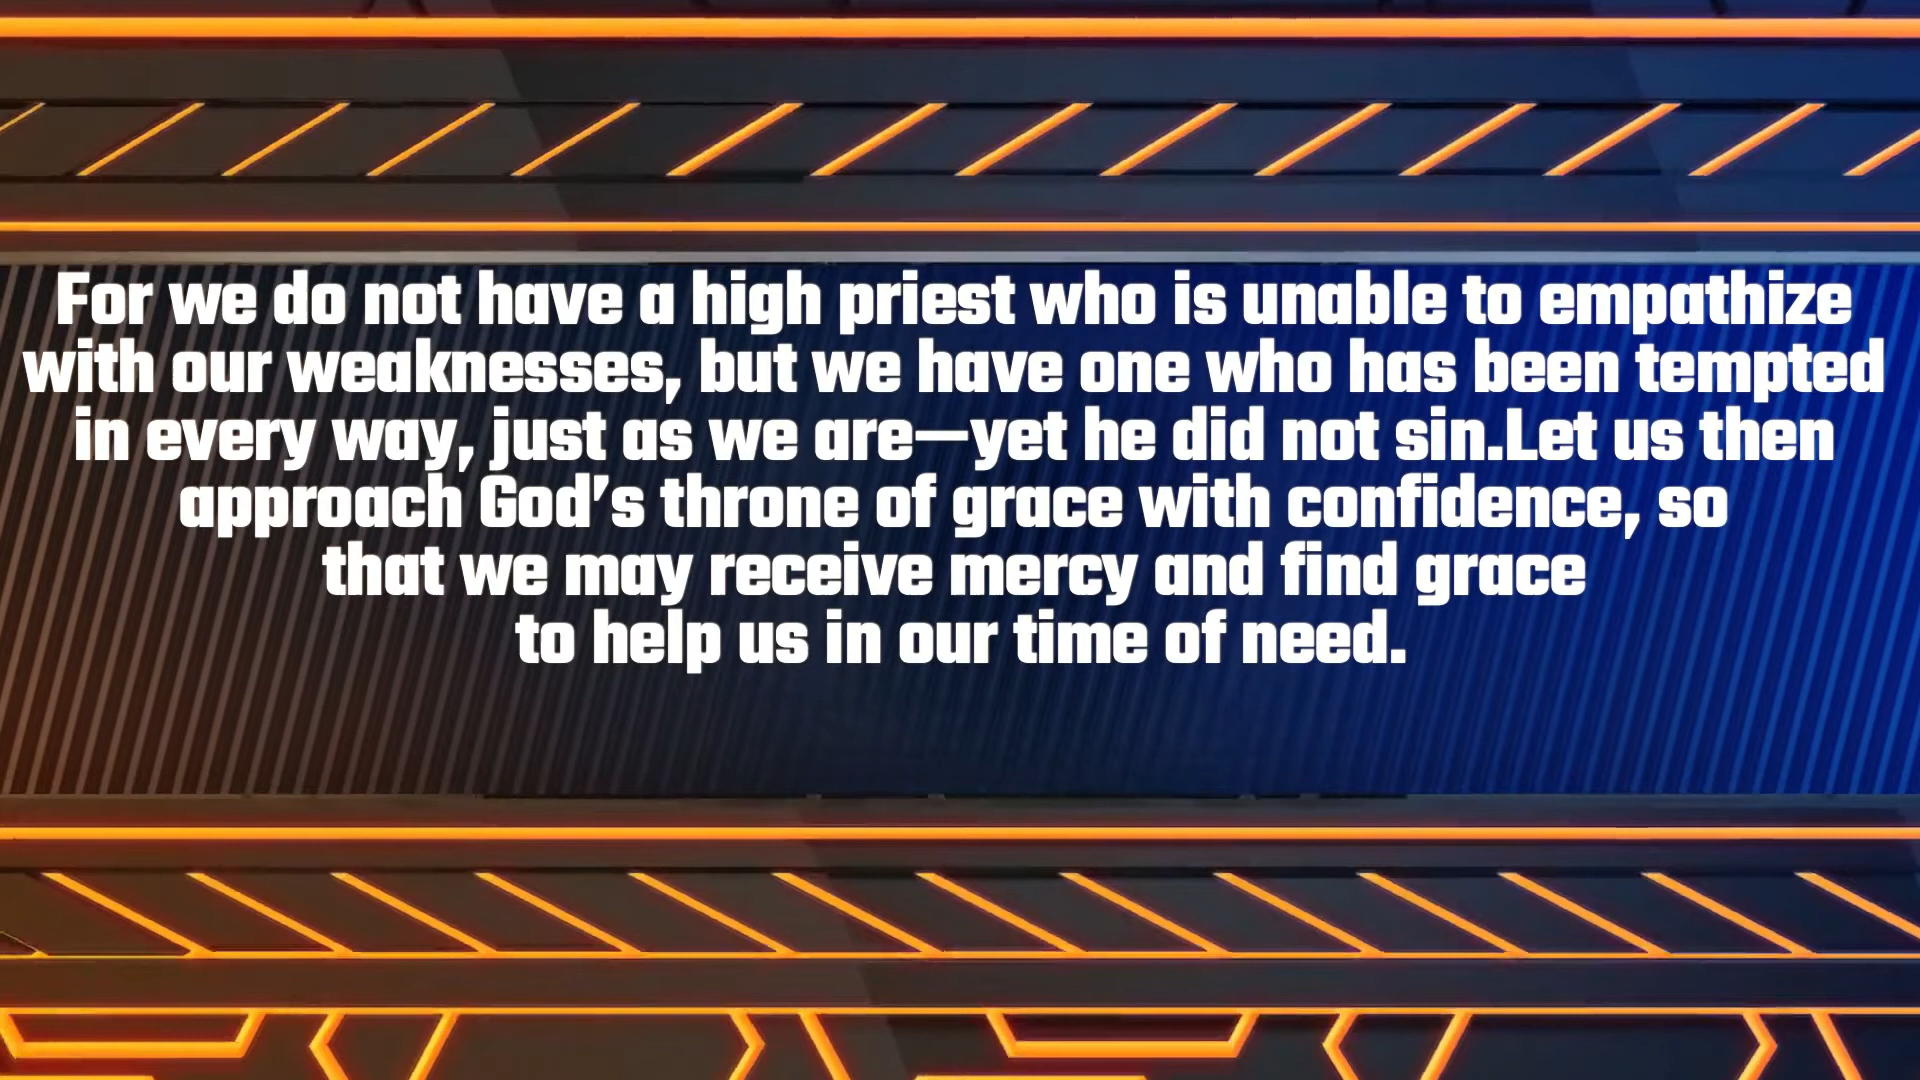 For we do not have a high priest who is unable to empathize
with our weaknesses, but we have one who has been tempted
in every way, just as we are—yet he did not sin.Let us then
approach God’s throne of grace with confidence, so
that we may receive mercy and find grace
to help us in our time of need.